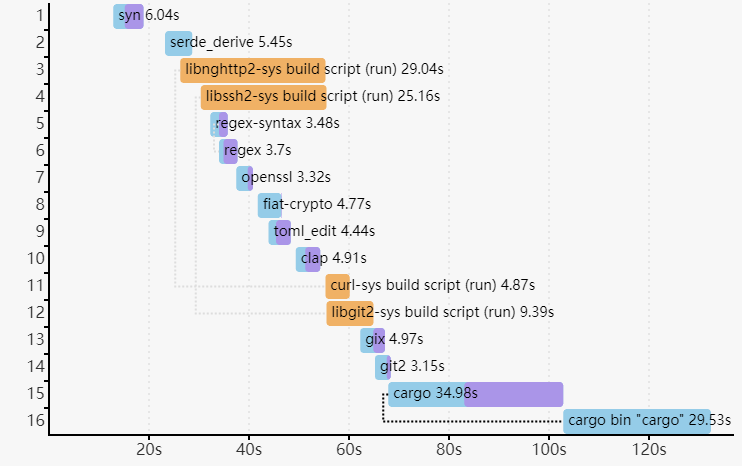 1 syn 6.04s
2 serde_derive 5.45s
3 libnghttp2-sys build script (run) 29.04s
4 libssh2-sys build script (run) 25.16s
5 regex-syntax 3.48s
6 regex 3.7s
7 openssl 3.32s
8 fiat-crypto 4.77s
9 toml_edit 4.44s
10 clap 4.91s
11 curl-sys build script (run) 4.87s
12 libgit2-sys build script (run) 9.39s
13 gix 4.97s
14 git2 3.15s
15 cargo 34.98s
16 cargo bin "cargo" 29.53s
20s 40s 60s 80s 100s 120s